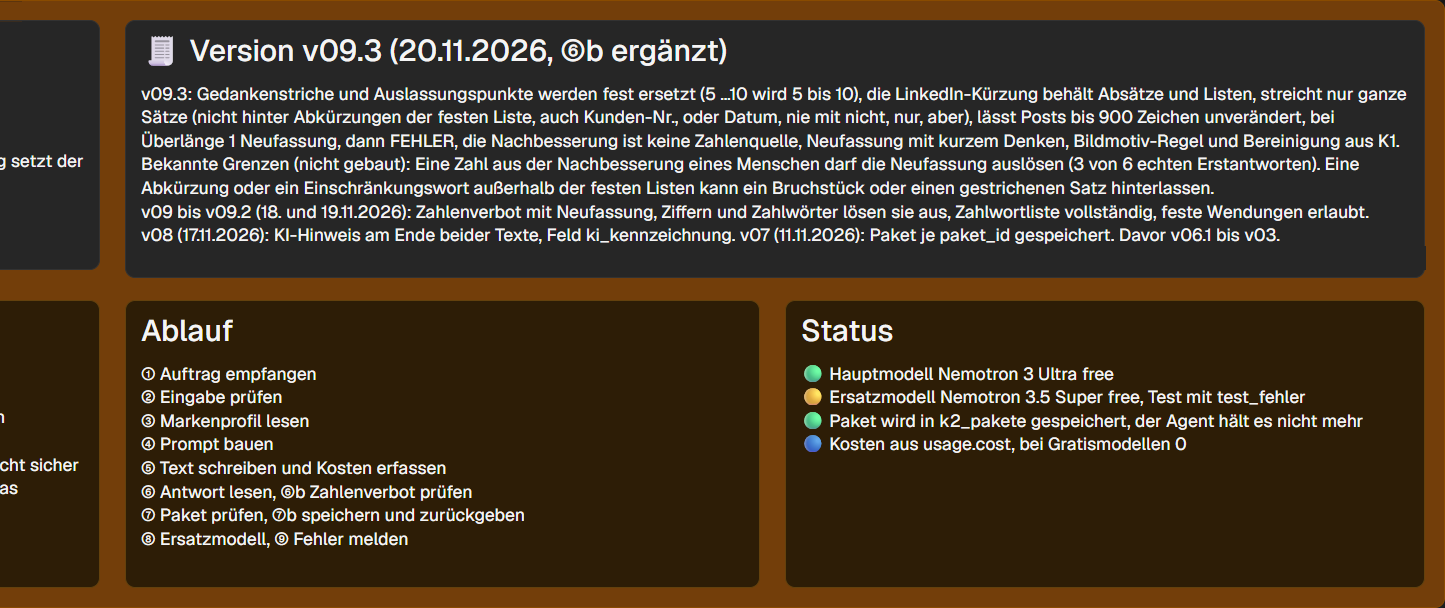 Version v09.3 (20.11.2026, ⑥b ergänzt)
v09.3: Gedankenstriche und Auslassungspunkte werden fest ersetzt (5 …10 wird 5 bis 10), die LinkedIn-Kürzung behält Absätze und Listen, streicht nur ganze
Sätze (nicht hinter Abkürzungen der festen Liste, auch Kunden-Nr., oder Datum, nie mit nicht, nur, aber), lässt Posts bis 900 Zeichen unverändert, bei
Überlänge 1 Neufassung, dann FEHLER, die Nachbesserung ist keine Zahlenquelle, Neufassung mit kurzem Denken, Bildmotiv-Regel und Bereinigung aus K1.
Bekannte Grenzen (nicht gebaut): Eine Zahl aus der Nachbesserung eines Menschen darf die Neufassung auslösen (3 von 6 echten Erstantworten). Eine
Abkürzung oder ein Einschränkungswort außerhalb der festen Listen kann ein Bruchstück oder einen gestrichenen Satz hinterlassen.
v09 bis v09.2 (18. und 19.11.2026): Zahlenverbot mit Neufassung, Ziffern und Zahlwörter lösen sie aus, Zahlwortliste vollständig, feste Wendungen erlaubt.
v08 (17.11.2026): KI-Hinweis am Ende beider Texte, Feld ki_kennzeichnung. v07 (11.11.2026): Paket je paket_id gespeichert. Davor v06.1 bis v03.
g setzt der
n
cht sicher
as
Ablauf
① Auftrag empfangen
② Eingabe prüfen
③ Markenprofil lesen
④ Prompt bauen
⑤ Text schreiben und Kosten erfassen
⑥ Antwort lesen, ⑥b Zahlenverbot prüfen
⑦ Paket prüfen, ⑦b speichern und zurückgeben
⑧ Ersatzmodell, ⑨ Fehler melden
Status
Hauptmodell Nemotron 3 Ultra free
Ersatzmodell Nemotron 3.5 Super free, Test mit test_fehler
Paket wird in k2_pakete gespeichert, der Agent hält es nicht mehr
Kosten aus usage.cost, bei Gratismodellen 0